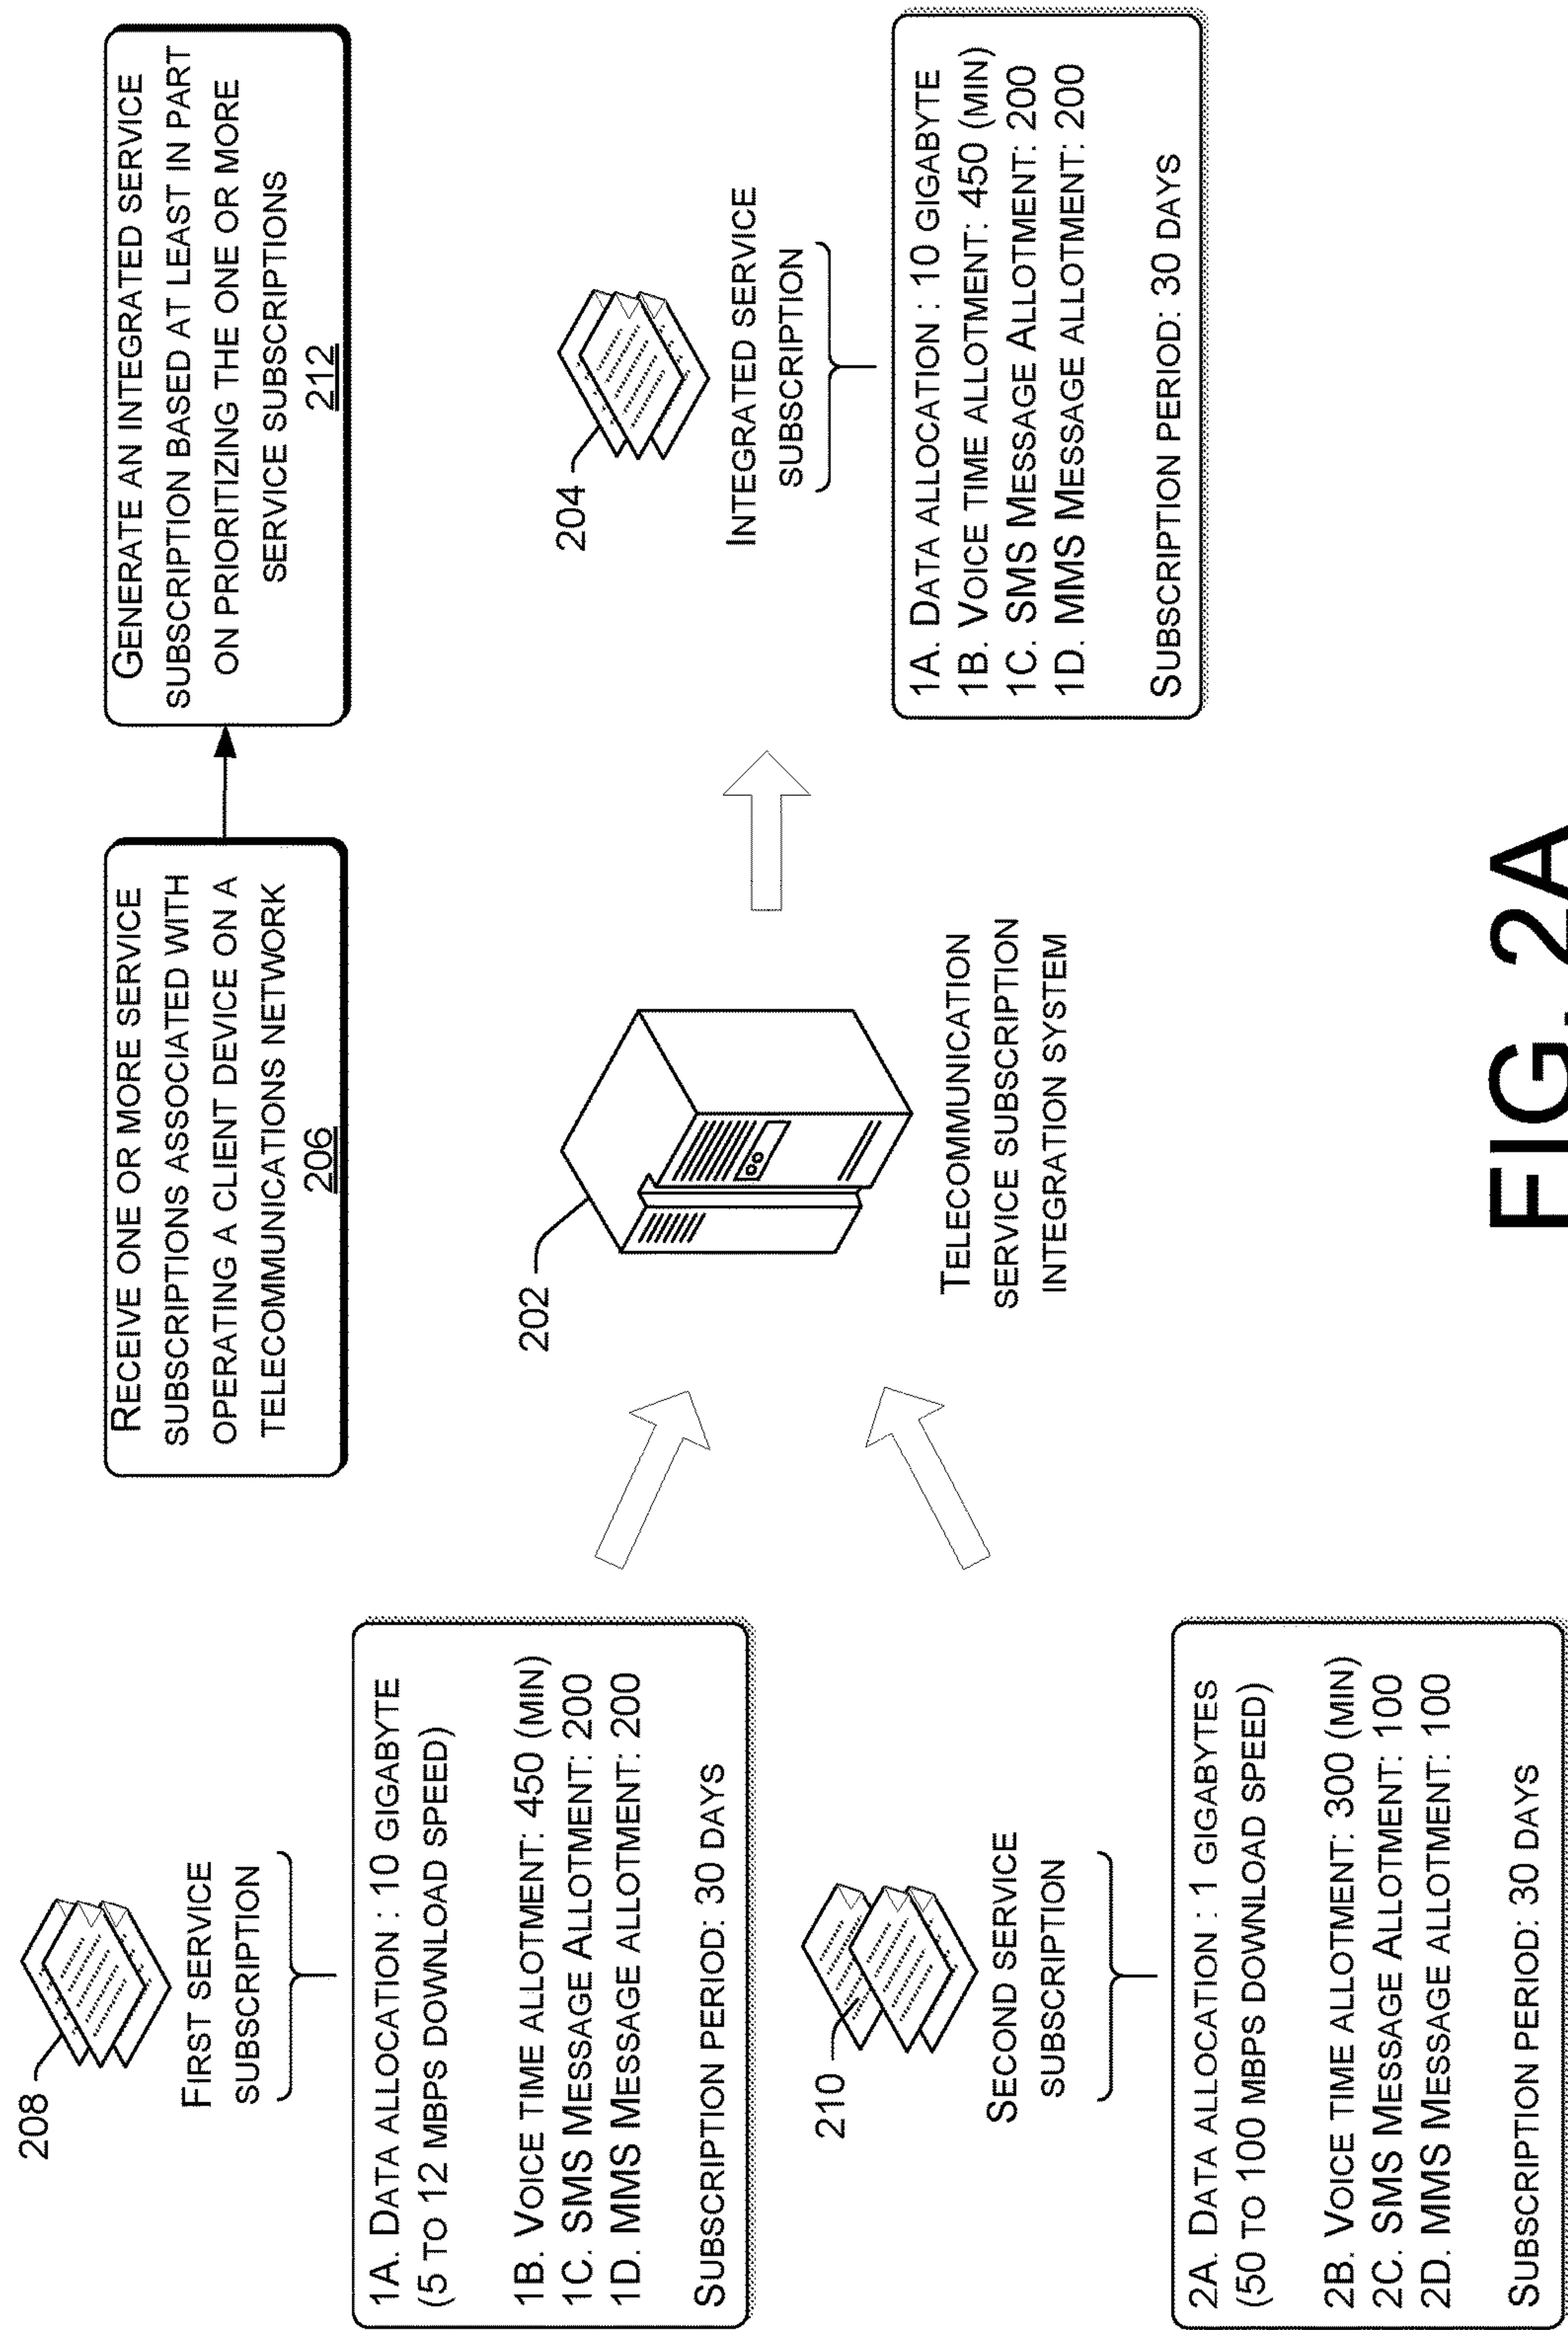 RECEIVE ONE OR MORE SERVICE
SUBSCRIPTIONS ASSOCIATED WITH
OPERATING A CLIENT DEVICE ON A
TELECOMMUNICATIONS NETWORK
206
GENERATE AN INTEGRATED SERVICE
SUBSCRIPTION BASED AT LEAST IN PART
ON PRIORITIZING THE ONE OR MORE
SERVICE SUBSCRIPTIONS
212
208
FIRST SERVICE
SUBSCRIPTION
1A. DATA ALLOCATION : 10 GIGABYTE
(5 TO 12 MBPS DOWNLOAD SPEED)
1B. VOICE TIME ALLOTMENT: 450 (MIN)
1C. SMS MESSAGE ALLOTMENT: 200
1D. MMS MESSAGE ALLOTMENT: 200
SUBSCRIPTION PERIOD: 30 DAYS
210
SECOND SERVICE
SUBSCRIPTION
2A. DATA ALLOCATION : 1 GIGABYTES
(50 TO 100 MBPS DOWNLOAD SPEED)
2B. VOICE TIME ALLOTMENT: 300 (MIN)
2C. SMS MESSAGE ALLOTMENT: 100
2D. MMS MESSAGE ALLOTMENT: 100
SUBSCRIPTION PERIOD: 30 DAYS
202
TELECOMMUNICATION
SERVICE SUBSCRIPTION
INTEGRATION SYSTEM
204
INTEGRATED SERVICE
SUBSCRIPTION
1A. DATA ALLOCATION : 10 GIGABYTE
1B. VOICE TIME ALLOTMENT: 450 (MIN)
1C. SMS MESSAGE ALLOTMENT: 200
1D. MMS MESSAGE ALLOTMENT: 200
SUBSCRIPTION PERIOD: 30 DAYS
FIG. 2A